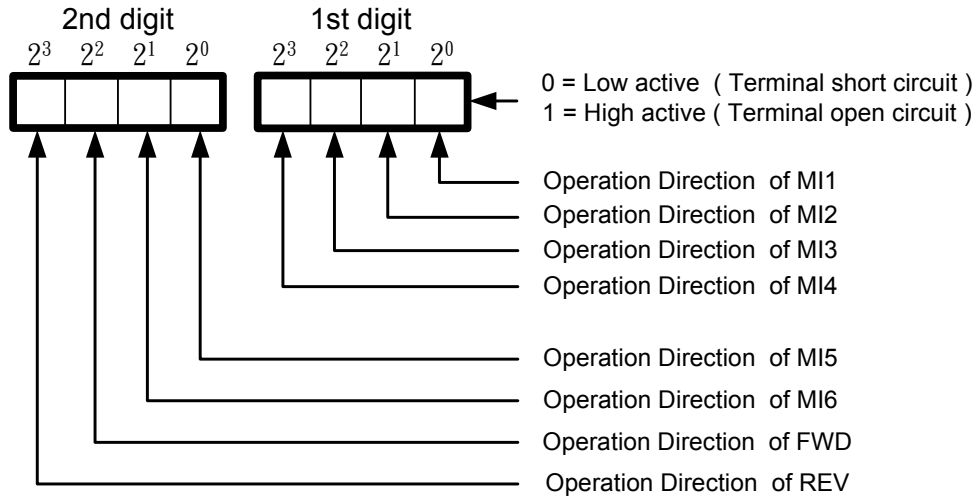 2nd digit 1st digit
2³ 2² 2¹ 2⁰ 2³ 2² 2¹ 2⁰
0 = Low active ( Terminal short circuit )
1 = High active ( Terminal open circuit )
Operation Direction of MI1
Operation Direction of MI2
Operation Direction of MI3
Operation Direction of MI4
Operation Direction of MI5
Operation Direction of MI6
Operation Direction of FWD
Operation Direction of REV